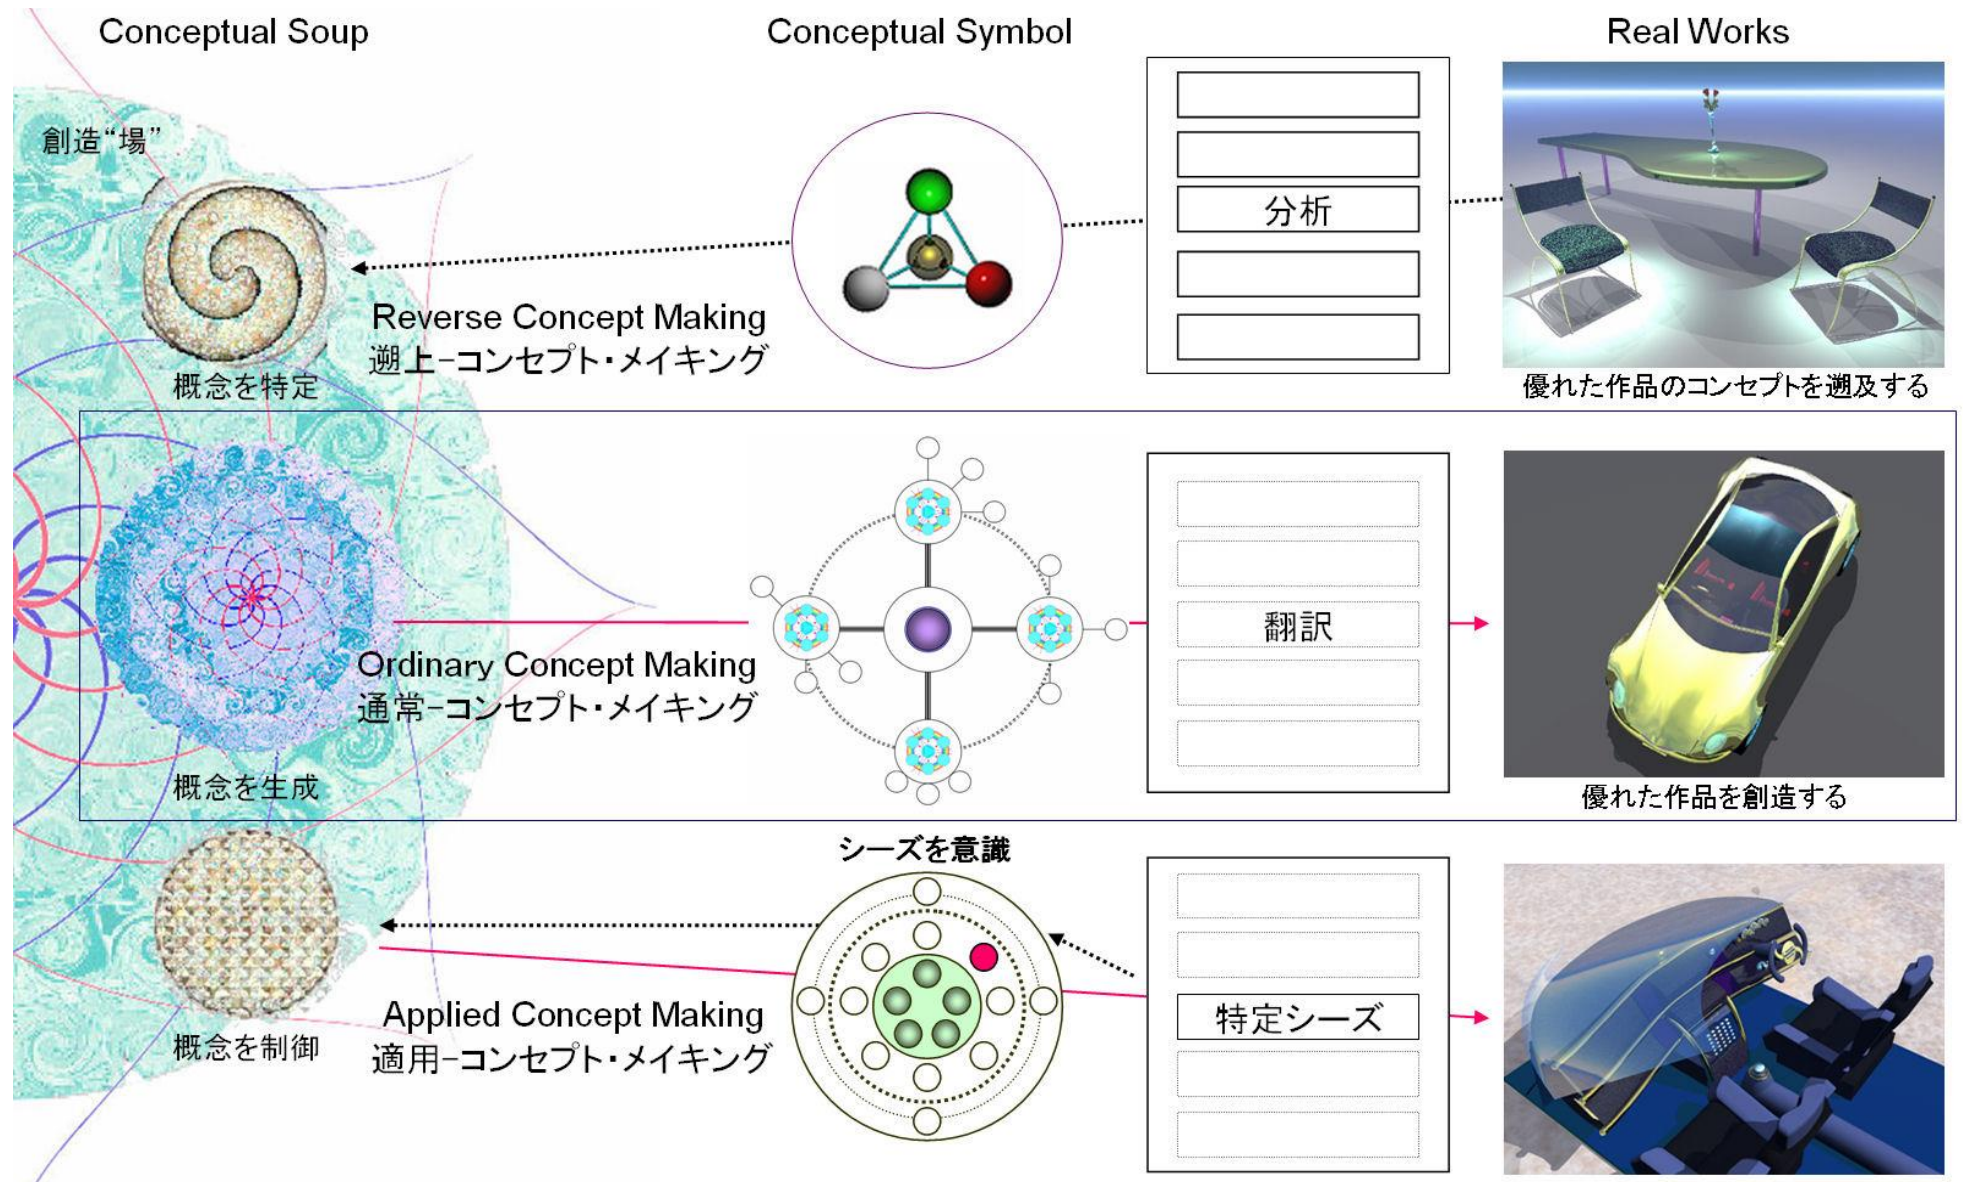 Conceptual Soup
Conceptual Symbol
Real Works
創造“場”
分析
Reverse Concept Making
遡上-コンセプト・メイキング
概念を特定
優れた作品のコンセプトを遡及する
翻訳
Ordinary Concept Making
通常-コンセプト・メイキング
概念を生成
優れた作品を創造する
シーズを意識
特定シーズ
Applied Concept Making
適用-コンセプト・メイキング
概念を制御